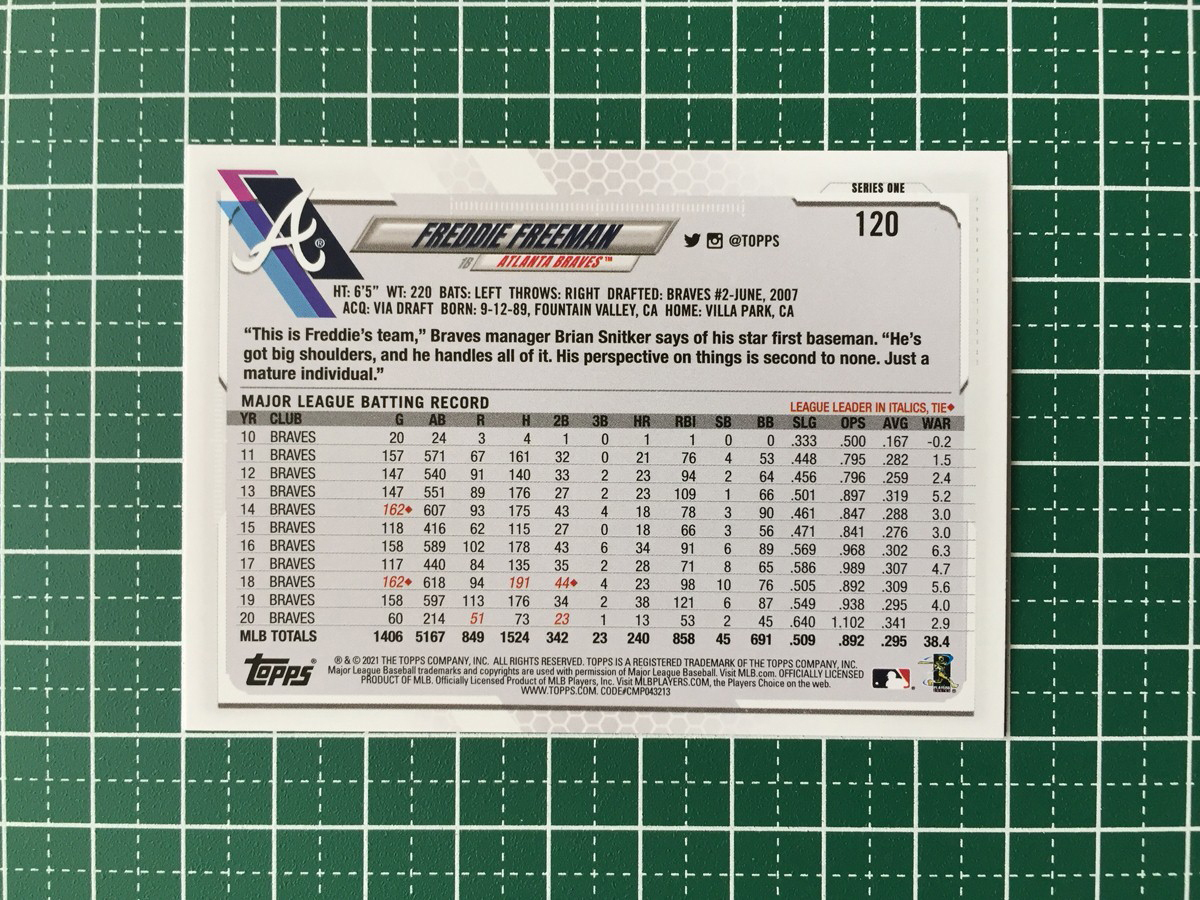 SERIES ONE
120
A®
FREDDIE FREEMAN
@TOPPS
1B ATLANTA BRAVES™
HT: 6'5" WT: 220 BATS: LEFT THROWS: RIGHT DRAFTED: BRAVES #2-JUNE, 2007
ACQ: VIA DRAFT BORN: 9-12-89, FOUNTAIN VALLEY, CA HOME: VILLA PARK, CA
“This is Freddie’s team,” Braves manager Brian Snitker says of his star first baseman. “He’s
got big shoulders, and he handles all of it. His perspective on things is second to none. Just a
mature individual.”
MAJOR LEAGUE BATTING RECORD LEAGUE LEADER IN ITALICS, TIE◆
YR CLUB G AB R H 2B 3B HR RBI SB BB SLG OPS AVG WAR
10 BRAVES 20 24 3 4 1 0 1 1 0 0 .333 .500 .167 -0.2
11 BRAVES 157 571 67 161 32 0 21 76 4 53 .448 .795 .282 1.5
12 BRAVES 147 540 91 140 33 2 23 94 2 64 .456 .796 .259 2.4
13 BRAVES 147 551 89 176 27 2 23 109 1 66 .501 .897 .319 5.2
14 BRAVES 162◆ 607 93 175 43 4 18 78 3 90 .461 .847 .288 3.0
15 BRAVES 118 416 62 115 27 0 18 66 3 56 .471 .841 .276 3.0
16 BRAVES 158 589 102 178 43 6 34 91 6 89 .569 .968 .302 6.3
17 BRAVES 117 440 84 135 35 2 28 71 8 65 .586 .989 .307 4.7
18 BRAVES 162◆ 618 94 191 44◆ 4 23 98 10 76 .505 .892 .309 5.6
19 BRAVES 158 597 113 176 34 2 38 121 6 87 .549 .938 .295 4.0
20 BRAVES 60 214 51 73 23 1 13 53 2 45 .640 1.102 .341 2.9
MLB TOTALS 1406 5167 849 1524 342 23 240 858 45 691 .509 .892 .295 38.4
TOPPS®
® & © 2021 THE TOPPS COMPANY, INC. ALL RIGHTS RESERVED. TOPPS IS A REGISTERED TRADEMARK OF THE TOPPS COMPANY, INC.
Major League Baseball trademarks and copyrights are used with permission of Major League Baseball. Visit MLB.com. OFFICIALLY LICENSED
PRODUCT OF MLB. Officially Licensed Product of MLB Players, Inc. Visit MLBPLAYERS.COM, the Players Choice on the web.
WWW.TOPPS.COM. CODE#CMP043213